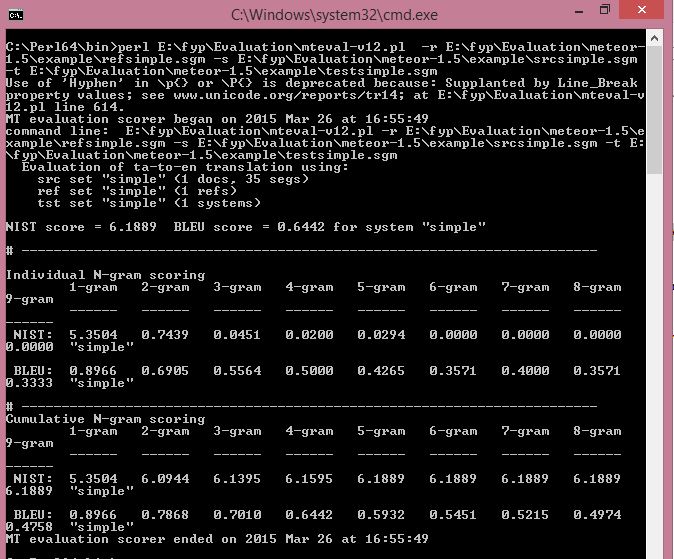 C:\Windows\system32\cmd.exe
C:\Perl64\bin>perl E:\fyp\Evaluation\mteval-v12.pl  -r E:\fyp\Evaluation\meteor-
1.5\example\refsimple.sgm -s E:\fyp\Evaluation\meteor-1.5\example\srcsimple.sgm
-t E:\fyp\Evaluation\meteor-1.5\example\testsimple.sgm
Use of 'Hyphen' in \p{} or \P{} is deprecated because: Supplanted by Line_Break
property values; see www.unicode.org/reports/tr14; at E:\fyp\Evaluation\mteval-v
12.pl line 614.
MT evaluation scorer began on 2015 Mar 26 at 16:55:49
command line:  E:\fyp\Evaluation\mteval-v12.pl -r E:\fyp\Evaluation\meteor-1.5\e
xample\refsimple.sgm -s E:\fyp\Evaluation\meteor-1.5\example\srcsimple.sgm -t E:
\fyp\Evaluation\meteor-1.5\example\testsimple.sgm
  Evaluation of ta-to-en translation using:
    src set "simple" (1 docs, 35 segs)
    ref set "simple" (1 refs)
    tst set "simple" (1 systems)
NIST score = 6.1889  BLEU score = 0.6442 for system "simple"
# ------------------------------------------------------------------------
Individual N-gram scoring
        1-gram   2-gram   3-gram   4-gram   5-gram   6-gram   7-gram   8-gram
9-gram
        ------   ------   ------   ------   ------   ------   ------   ------
------
 NIST:  5.3504   0.7439   0.0451   0.0200   0.0294   0.0000   0.0000   0.0000
0.0000  "simple"
 BLEU:  0.8966   0.6905   0.5564   0.5000   0.4265   0.3571   0.4000   0.3571
0.3333  "simple"
# ------------------------------------------------------------------------
Cumulative N-gram scoring
        1-gram   2-gram   3-gram   4-gram   5-gram   6-gram   7-gram   8-gram
9-gram
        ------   ------   ------   ------   ------   ------   ------   ------
------
 NIST:  5.3504   6.0944   6.1395   6.1595   6.1889   6.1889   6.1889   6.1889
6.1889  "simple"
 BLEU:  0.8966   0.7868   0.7010   0.6442   0.5932   0.5451   0.5215   0.4974
0.4758  "simple"
MT evaluation scorer ended on 2015 Mar 26 at 16:55:49